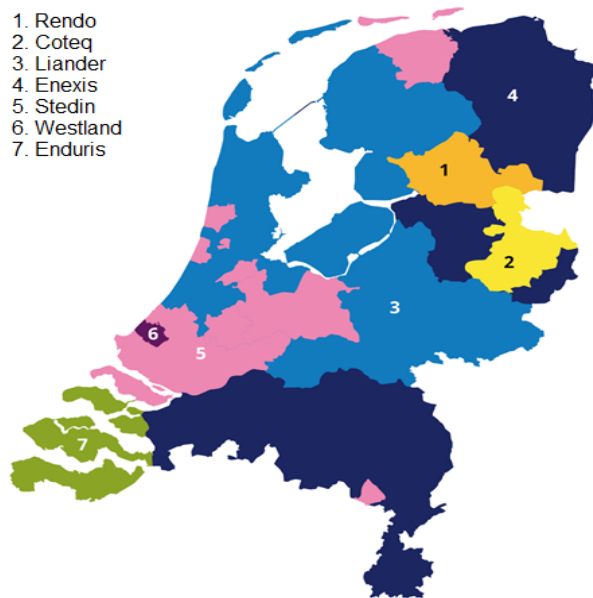 1. Rendo
2. Coteq
3. Liander
4. Enexis
5. Stedin
6. Westland
7. Enduris
4
1
2
3
6
5
7